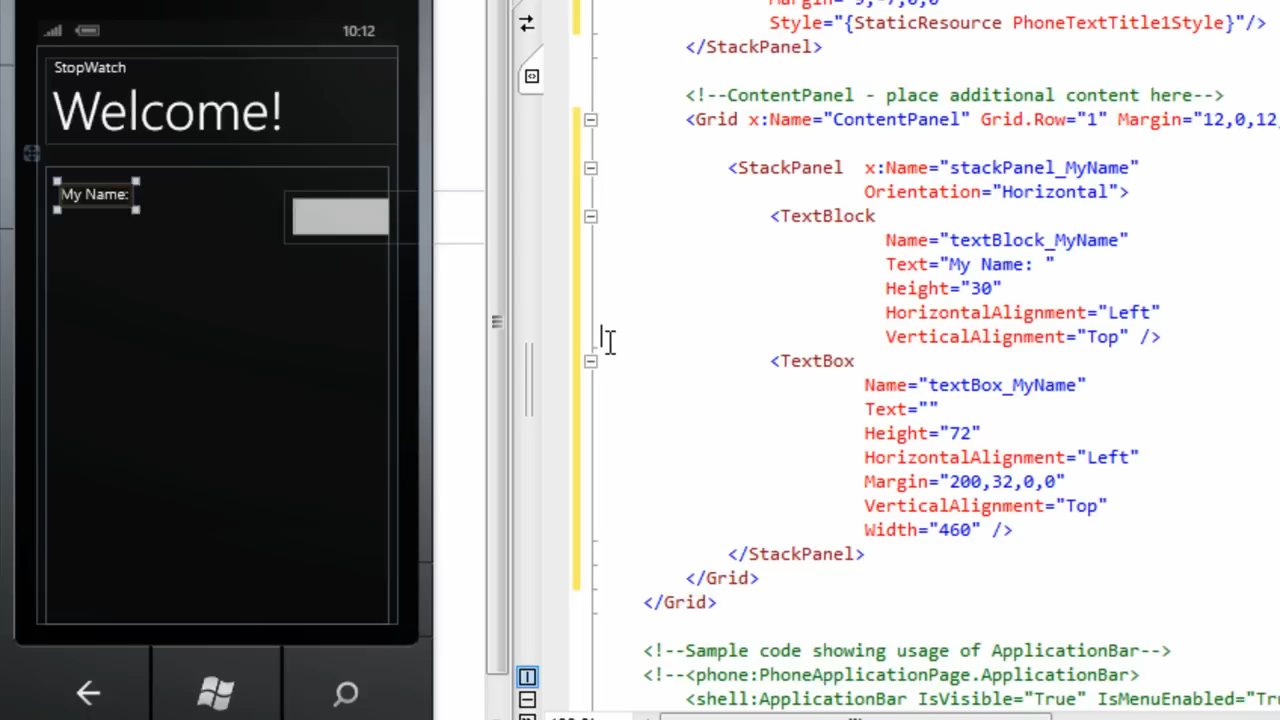 10:12
StopWatch
Welcome!
My Name:
Style="{StaticResource PhoneTextTitle1Style}"/>
</StackPanel>
<!--ContentPanel - place additional content here-->
<Grid x:Name="ContentPanel" Grid.Row="1" Margin="12,0,12,
<StackPanel  x:Name="stackPanel_MyName"
Orientation="Horizontal">
<TextBlock
Name="textBlock_MyName"
Text="My Name: "
Height="30"
HorizontalAlignment="Left"
VerticalAlignment="Top" />
<TextBox
Name="textBox_MyName"
Text=""
Height="72"
HorizontalAlignment="Left"
Margin="200,32,0,0"
VerticalAlignment="Top"
Width="460" />
</StackPanel>
</Grid>
</Grid>
<!--Sample code showing usage of ApplicationBar-->
<!--<phone:PhoneApplicationPage.ApplicationBar>
<shell:ApplicationBar IsVisible="True" IsMenuEnabled="Tr